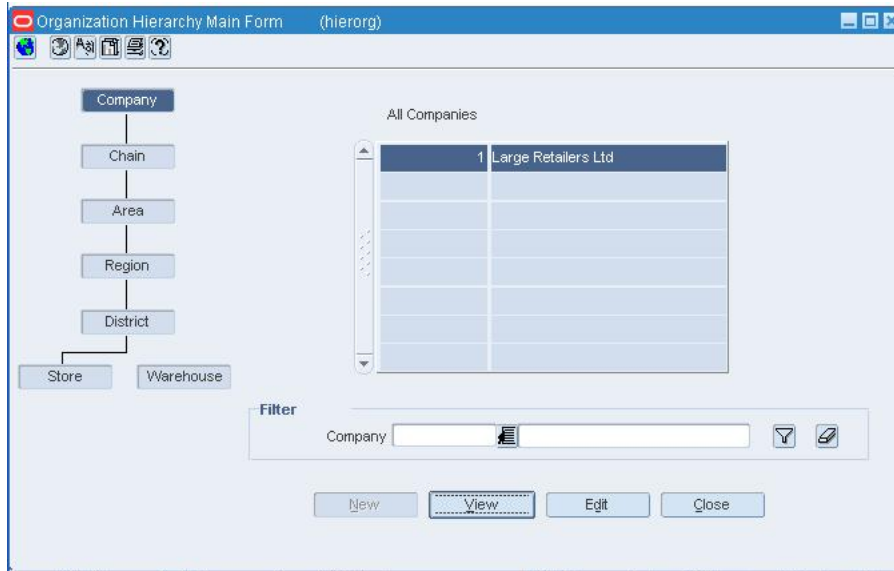 Organization Hierarchy Main Form (hierorg)
Company
Chain
Area
Region
District
Store Warehouse
All Companies
1 Large Retailers Ltd
Filter
Company
New View Edit Close